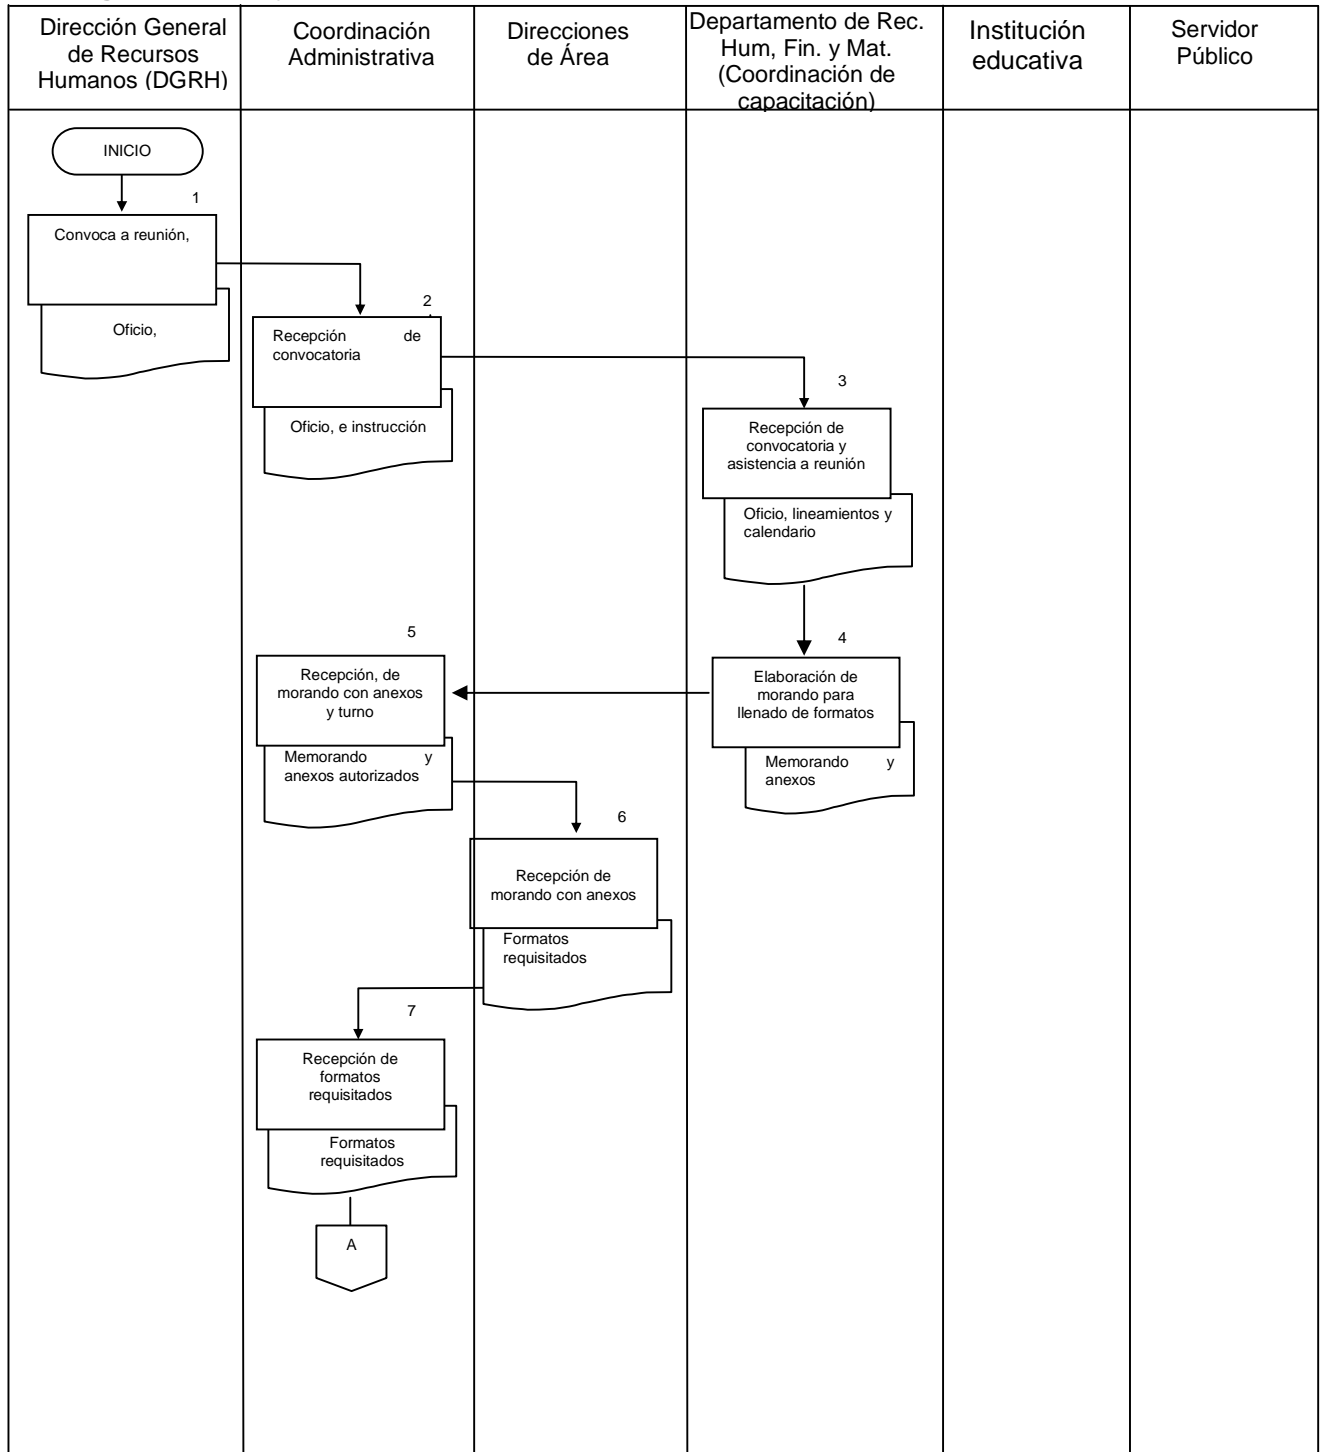 Dirección General
de Recursos
Humanos (DGRH)
Coordinación
Administrativa
Direcciones
de Área
Departamento de Rec.
Hum, Fin. y Mat.
(Coordinación de
capacitación)
Institución
educativa
Servidor
Público
INICIO
1
Convoca a reunión,
Oficio,
2
Recepción de
convocatoria
Oficio, e instrucción
3
Recepción de
convocatoria y
asistencia a reunión
Oficio, lineamientos y
calendario
4
Elaboración de
morando para
llenado de formatos
Memorando y
anexos
5
Recepción, de
morando con anexos
y turno
Memorando y
anexos autorizados
6
Recepción de
morando con anexos
Formatos
requisitados
7
Recepción de
formatos
requisitados
Formatos
requisitados
A